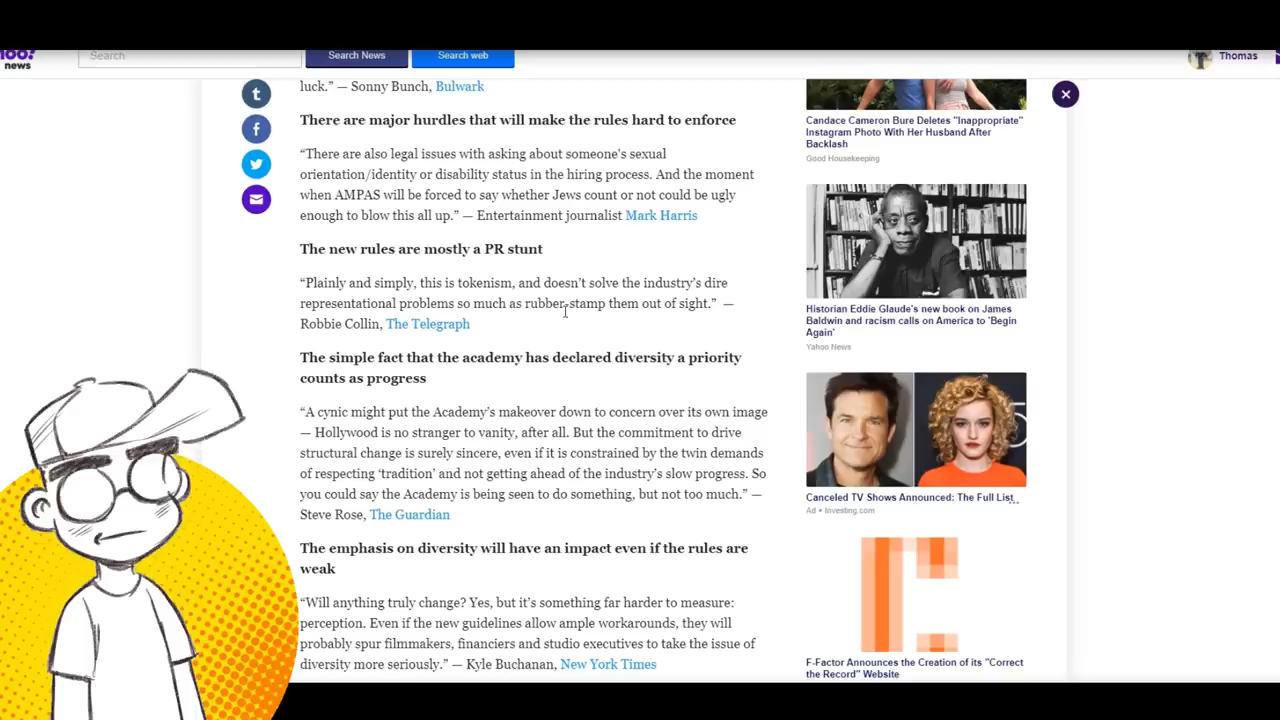 news
Search
Search News
Search web
Thomas
luck.” — Sonny Bunch, Bulwark
There are major hurdles that will make the rules hard to enforce
“There are also legal issues with asking about someone's sexual
orientation/identity or disability status in the hiring process. And the moment
when AMPAS will be forced to say whether Jews count or not could be ugly
enough to blow this all up.” — Entertainment journalist Mark Harris
The new rules are mostly a PR stunt
“Plainly and simply, this is tokenism, and doesn’t solve the industry’s dire
representational problems so much as rubber-stamp them out of sight.” —
Robbie Collin, The Telegraph
The simple fact that the academy has declared diversity a priority
counts as progress
“A cynic might put the Academy’s makeover down to concern over its own image
— Hollywood is no stranger to vanity, after all. But the commitment to drive
structural change is surely sincere, even if it is constrained by the twin demands
of respecting ‘tradition’ and not getting ahead of the industry’s slow progress. So
you could say the Academy is being seen to do something, but not too much.” —
Steve Rose, The Guardian
The emphasis on diversity will have an impact even if the rules are
weak
“Will anything truly change? Yes, but it’s something far harder to measure:
perception. Even if the new guidelines allow ample workarounds, they will
probably spur filmmakers, financiers and studio executives to take the issue of
diversity more seriously.” — Kyle Buchanan, New York Times
Candace Cameron Bure Deletes "Inappropriate"
Instagram Photo With Her Husband After
Backlash
Good Housekeeping
Historian Eddie Glaude's new book on James
Baldwin and racism calls on America to 'Begin
Again'
Yahoo News
Canceled TV Shows Announced: The Full List
Ad • Investing.com
F-Factor Announces the Creation of its "Correct
the Record" Website